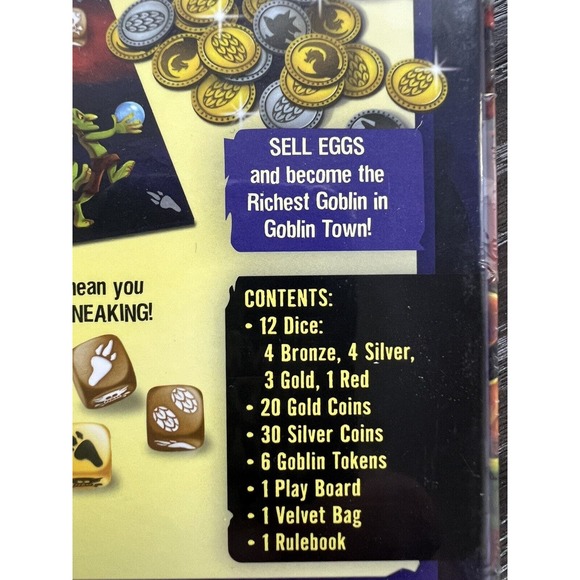 SELL EGGS
and become the
Richest Goblin in
Goblin Town!
you
CONTENTS:
• 12 Dice:
4 Bronze, 4 Silver,
3 Gold, 1 Red
• 20 Gold Coins
• 30 Silver Coins
• 6 Goblin Tokens
• 1 Play Board
• 1 Velvet Bag
• 1 Rulebook